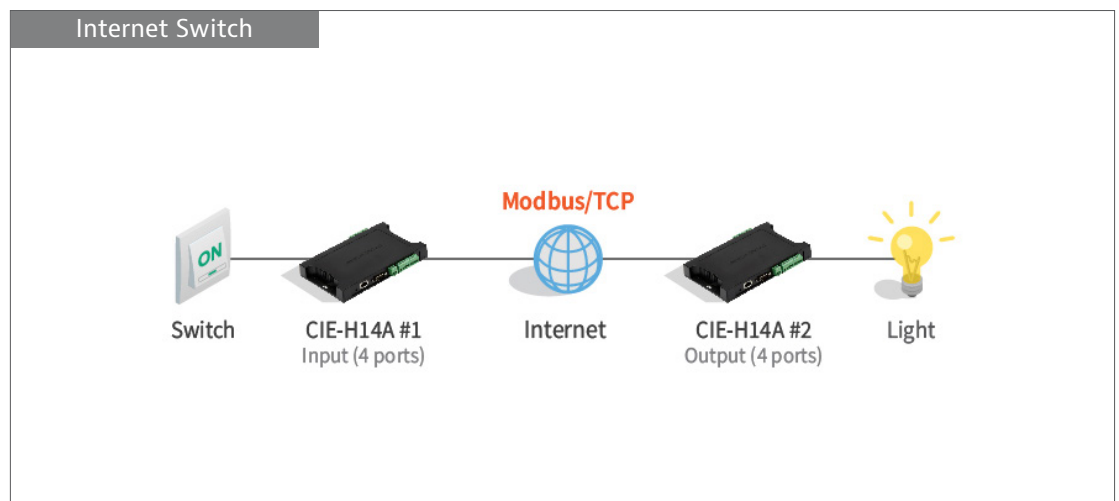 Internet Switch
Modbus/TCP
ON
Switch
CIE-H14A #1
Input (4 ports)
Internet
CIE-H14A #2
Output (4 ports)
Light